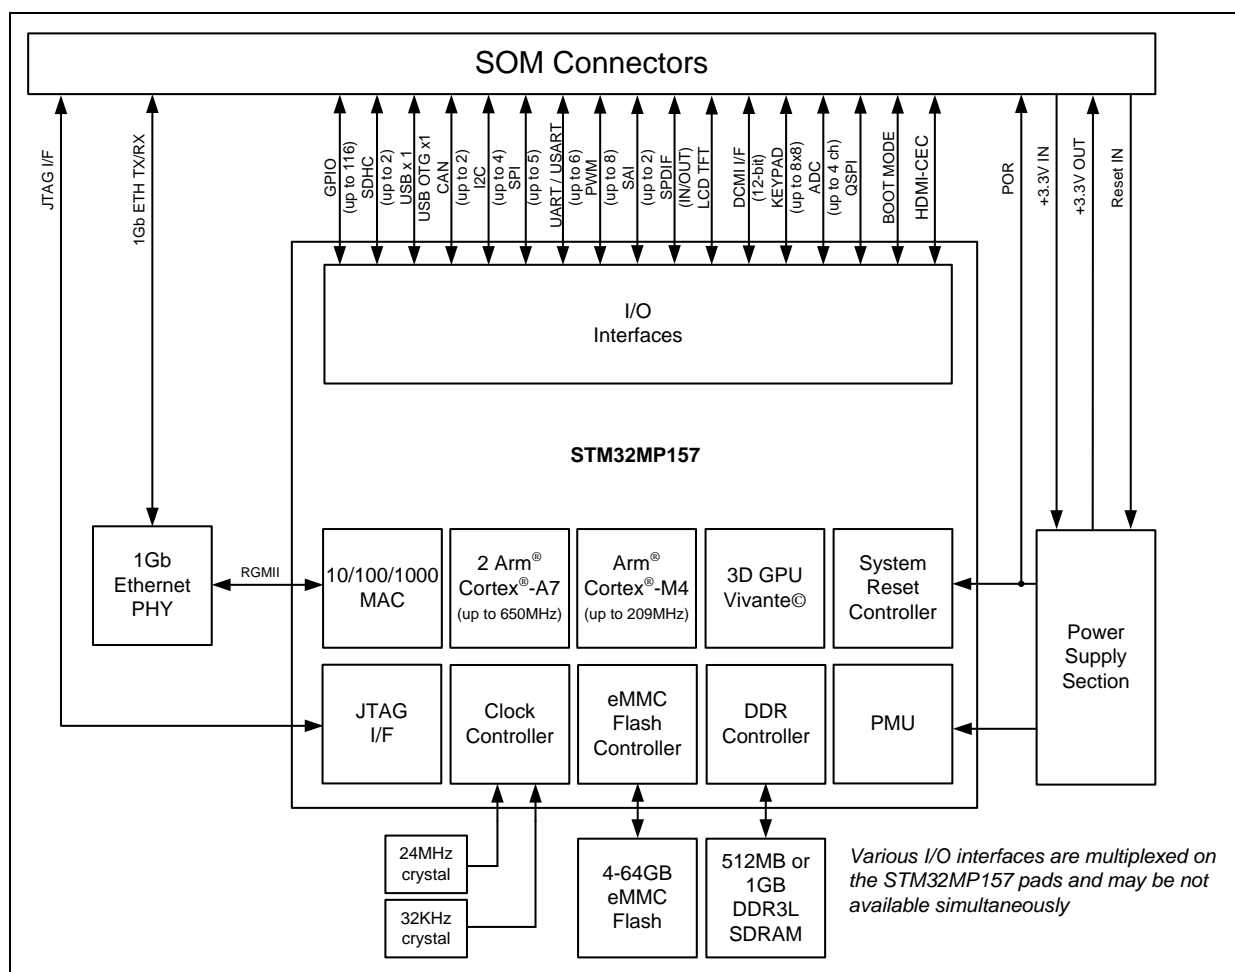 SOM Connectors
JTAG I/F
1Gb ETH TX/RX
GPIO
(up to 116)
SDHC
(up to 2)
USB x 1
USB OTG x1
CAN
(up to 2)
I2C
(up to 4)
SPI
(up to 5)
UART / USART
(up to 6)
PWM
(up to 8)
SAI
(up to 2)
SPDIF
(IN/OUT)
LCD TFT
DCMI I/F
(12-bit)
KEYPAD
(up to 8x8)
ADC
(up to 4 ch)
QSPI
BOOT MODE
HDMI-CEC
POR
+3.3V IN
+3.3V OUT
Reset IN
I/O
Interfaces
STM32MP157
1Gb
Ethernet
PHY
RGMII
10/100/1000
MAC
2 Arm®
Cortex®-A7
(up to 650MHz)
Arm®
Cortex®-M4
(up to 209MHz)
3D GPU
Vivante©
System
Reset
Controller
Power
Supply
Section
JTAG
I/F
Clock
Controller
eMMC
Flash
Controller
DDR
Controller
PMU
24MHz
crystal
32KHz
crystal
4-64GB
eMMC
Flash
512MB or
1GB
DDR3L
SDRAM
Various I/O interfaces are multiplexed on
the STM32MP157 pads and may be not
available simultaneously